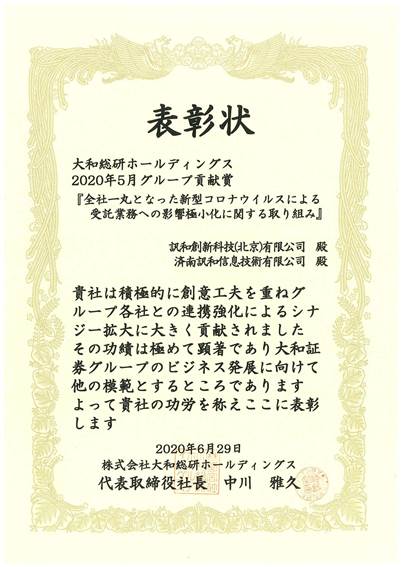 表彰状
大和総研ホールディングス
2020年5月グループ貢献賞
『全社一丸となった新型コロナウイルスによる
受託業務への影響極小化に関する取り組み』
訊和創新科技(北京)有限公司 殿
済南訊和信息技術有限公司 殿
貴社は積極的に創意工夫を重ねグ
ループ各社との連携強化によるシナ
ジー拡大に大きく貢献されました
その功績は極めて顕著であり大和証
券グループのビジネス発展に向けて
他の模範とするところであります
よって貴社の功労を称えここに表彰
します
2020年6月29日
株式会社大和総研ホールディングス
代表取締役社長 中川 雅久